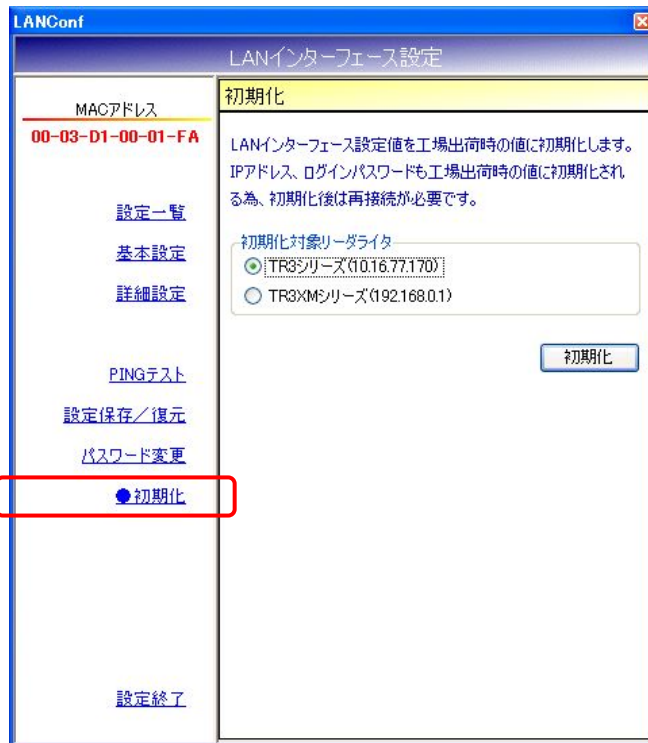 LANConf
LANインターフェース設定
MACアドレス
00-03-D1-00-01-FA
設定一覧
基本設定
詳細設定
PINGテスト
設定保存／復元
パスワード変更
●初期化
設定終了
初期化
LANインターフェース設定値を工場出荷時の値に初期化します。
IPアドレス、ログインパスワードも工場出荷時の値に初期化され
る為、初期化後は再接続が必要です。
初期化対象リーダライタ
TR3シリーズ(10.16.77.170)
TR3XMシリーズ(192.168.0.1)
初期化